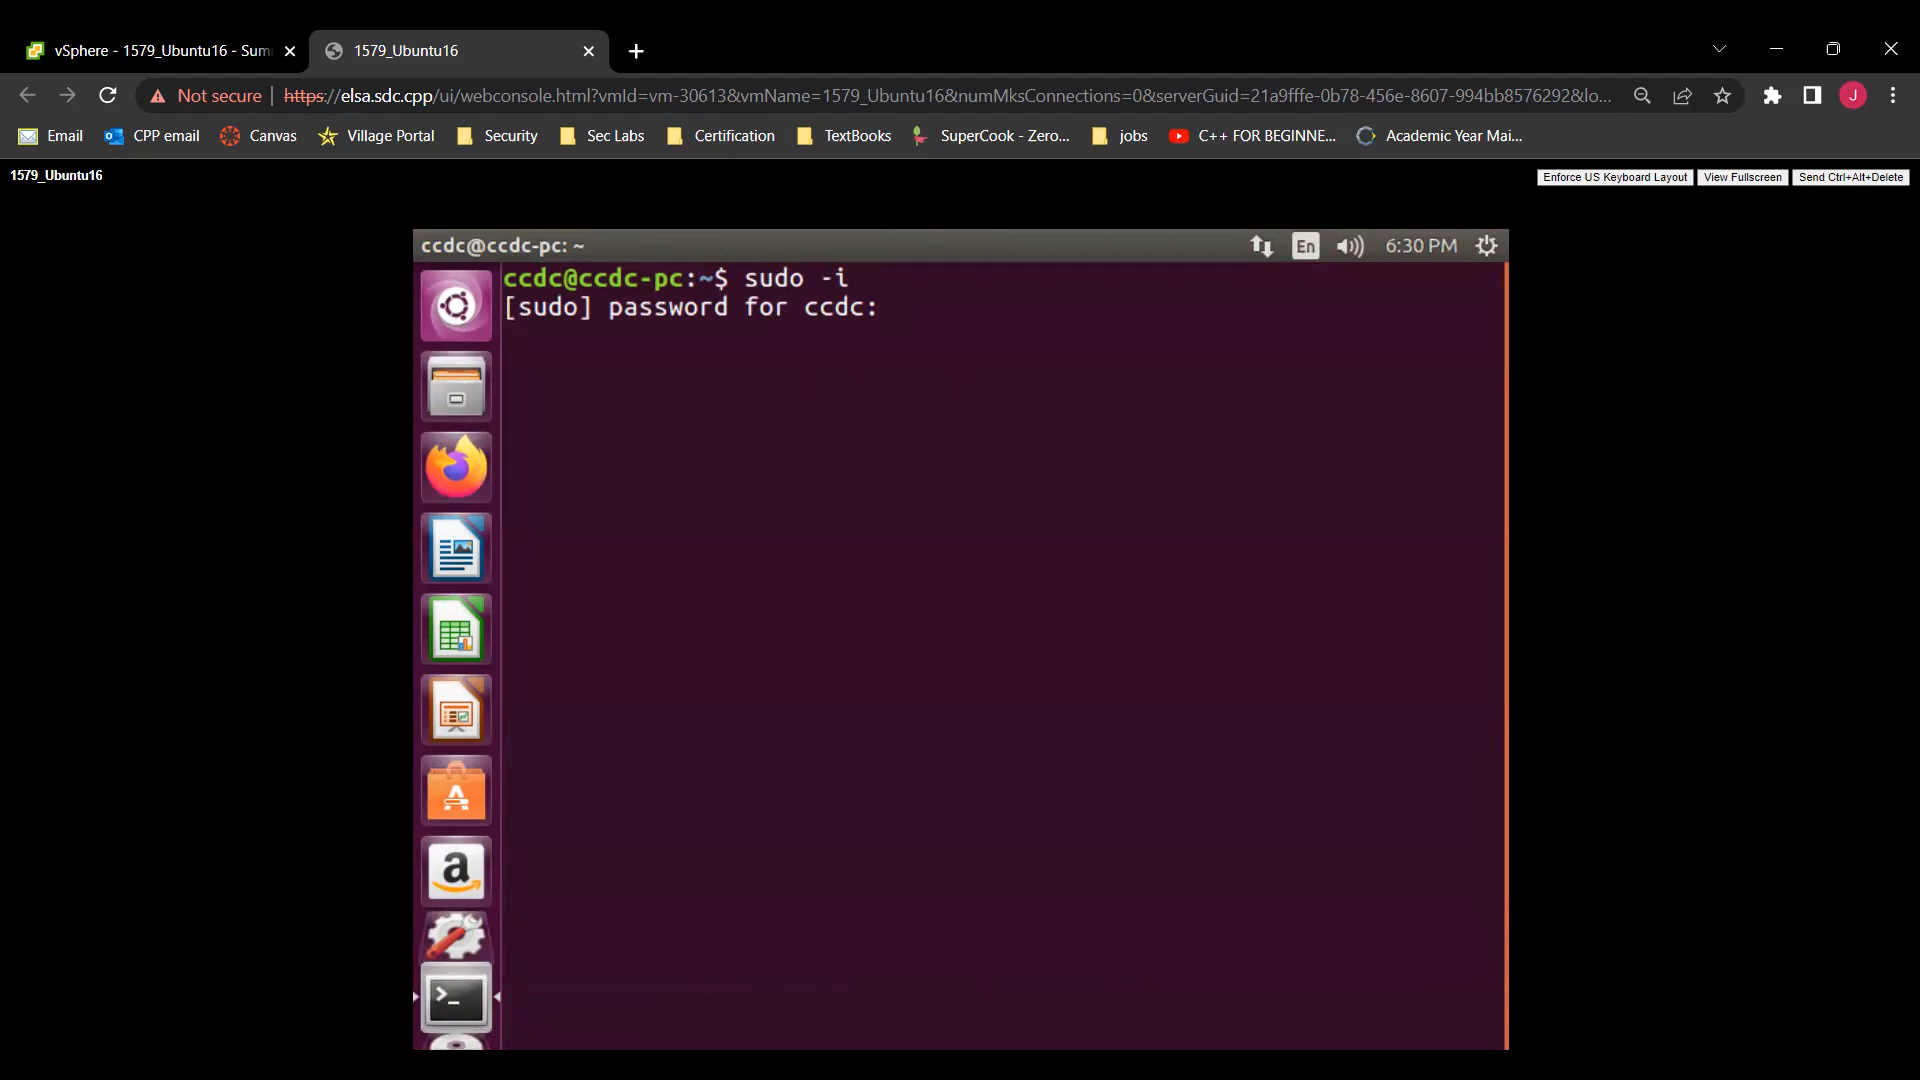 vSphere - 1579_Ubuntu16 - Sum
1579_Ubuntu16
Not secure
https://elsa.sdc.cpp/ui/webconsole.html?vmId=vm-30613&vmName=1579_Ubuntu16&numMksConnections=0&serverGuid=21a9fffe-0b78-456e-8607-994bb8576292&lo...
J
Email
CPP email
Canvas
Village Portal
Security
Sec Labs
Certification
TextBooks
SuperCook - Zero...
jobs
C++ FOR BEGINNE...
Academic Year Mai...
1579_Ubuntu16
Enforce US Keyboard Layout
View Fullscreen
Send Ctrl+Alt+Delete
ccdc@ccdc-pc: ~
En
6:30 PM
ccdc@ccdc-pc:~$ sudo -i
[sudo] password for ccdc: